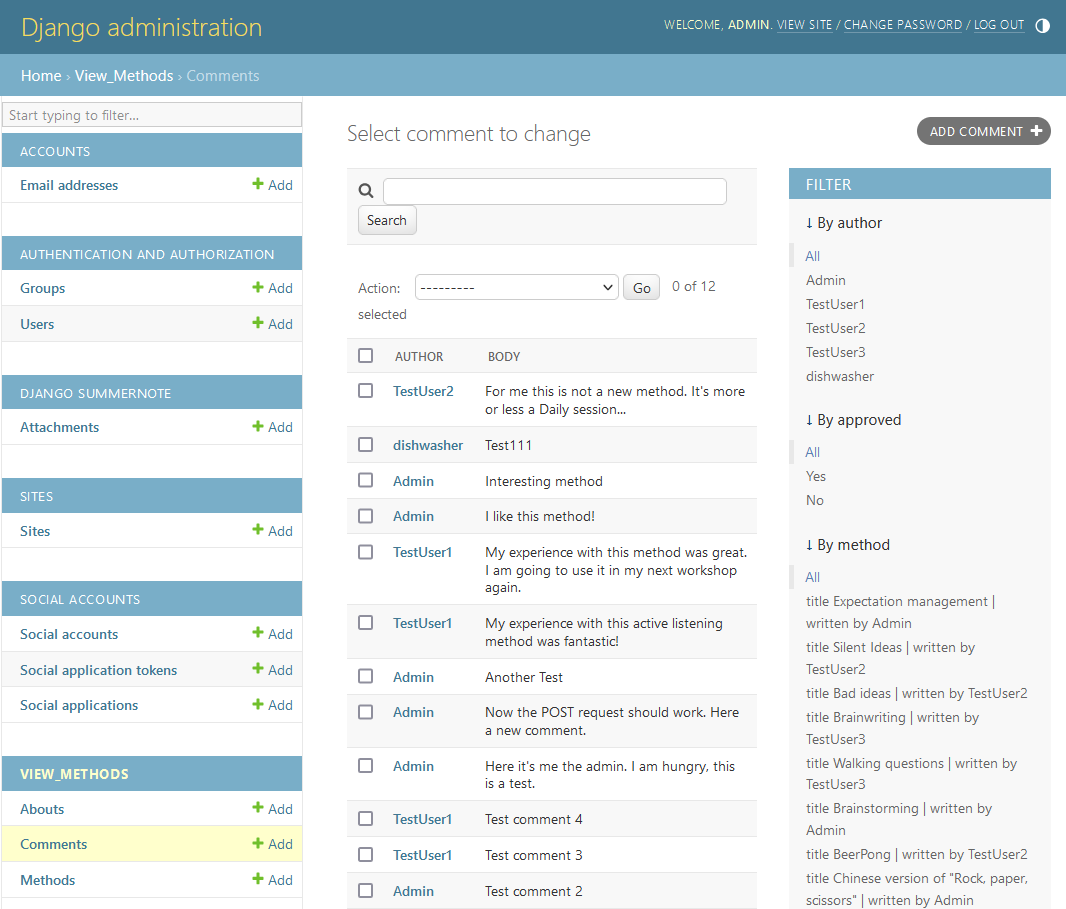 Django administration
WELCOME, ADMIN. VIEW SITE / CHANGE PASSWORD / LOG OUT
Home › View_Methods › Comments
Start typing to filter...
ACCOUNTS
Email addresses
Add
AUTHENTICATION AND AUTHORIZATION
Groups
Add
Users
Add
DJANGO SUMMERNOTE
Attachments
Add
SITES
Sites
Add
SOCIAL ACCOUNTS
Social accounts
Add
Social application tokens
Add
Social applications
Add
VIEW_METHODS
Abouts
Add
Comments
Add
Methods
Add
Select comment to change
ADD COMMENT
Search
Action:
---------
Go
0 of 12
selected
AUTHOR
BODY
TestUser2
For me this is not a new method. It's more
or less a Daily session...
dishwasher
Test111
Admin
Interesting method
Admin
I like this method!
TestUser1
My experience with this method was great.
I am going to use it in my next workshop
again.
TestUser1
My experience with this active listening
method was fantastic!
Admin
Another Test
Admin
Now the POST request should work. Here
a new comment.
Admin
Here it's me the admin. I am hungry, this
is a test.
TestUser1
Test comment 4
TestUser1
Test comment 3
Admin
Test comment 2
FILTER
↓ By author
All
Admin
TestUser1
TestUser2
TestUser3
dishwasher
↓ By approved
All
Yes
No
↓ By method
All
title Expectation management |
written by Admin
title Silent Ideas | written by
TestUser2
title Bad ideas | written by TestUser2
title Brainwriting | written by
TestUser3
title Walking questions | written by
TestUser3
title Brainstorming | written by
Admin
title BeerPong | written by TestUser2
title Chinese version of "Rock, paper,
scissors" | written by Admin